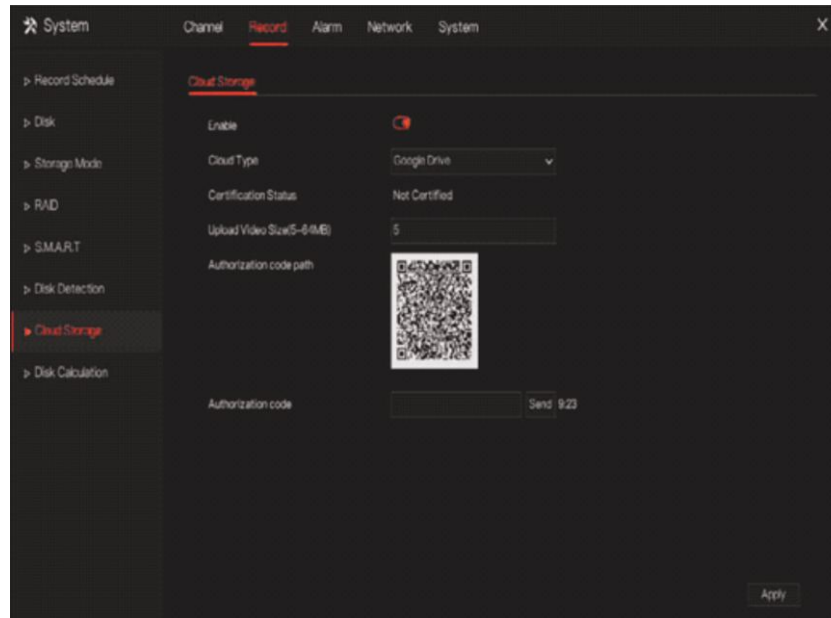 System
Channel Record Alarm Network System X
Record Schedule
Disk
Storage Mode
RAID
S.M.A.R.T
Disk Detection
Cloud Storage
Disk Calculation
Cloud Storage
Enable
Cloud Type Google Drive
Certification Status Not Certified
Upload Video Size(5~64MB) 5
Authorization code path
Authorization code Send 9:23
Apply